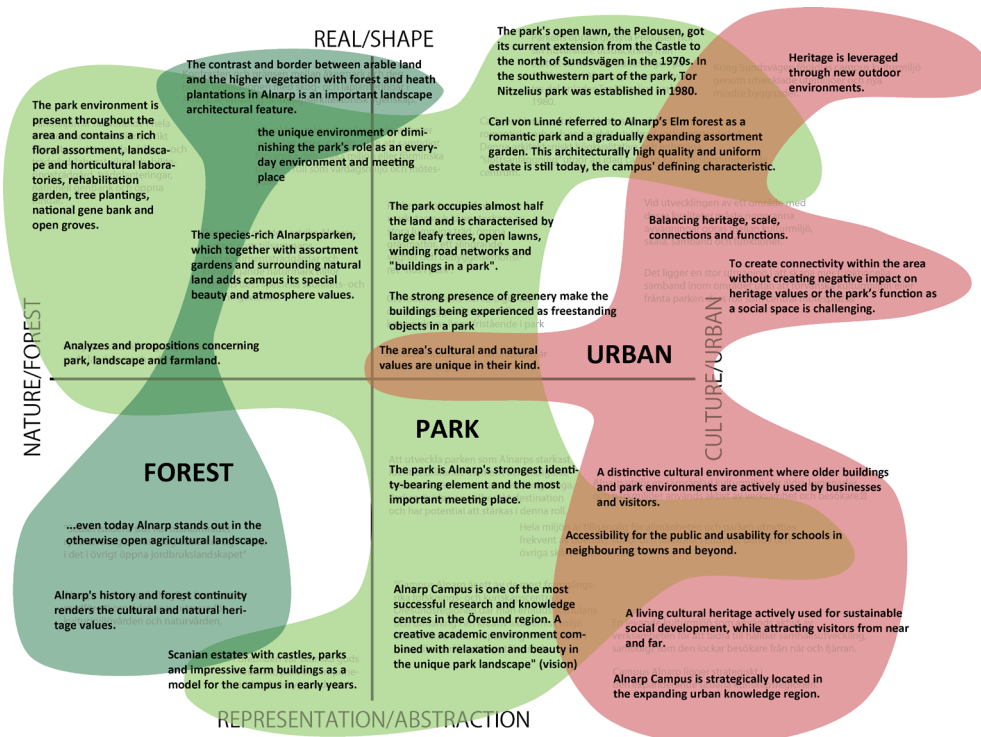 REAL/SHAPE
The park's open lawn, the Pelousen, got
its current extension from the Castle to
the north of Sundsvägen in the 1970s. In
the southwestern part of the park, Tor
Nitzelius park was established in 1980.
Heritage is leveraged
through new outdoor
environments.
The contrast and border between arable land
and the higher vegetation with forest and heath
plantations in Alnarp is an important landscape
architectural feature.
The park environment is
present throughout the
area and contains a rich
floral assortment, landsca-
pe and horticultural labora-
tories, rehabilitation
garden, tree plantings,
national gene bank and
open groves.
the unique environment or dimi-
nishing the park's role as an every-
day environment and meeting
place
Carl von Linné referred to Alnarp's Elm forest as a
romantic park and a gradually expanding assortment
garden. This architecturally high quality and uniform
estate is still today, the campus' defining characteristic.
The park occupies almost half
the land and is characterised by
large leafy trees, open lawns,
winding road networks and
"buildings in a park".
Balancing heritage, scale,
connections and functions.
The species-rich Alnarpsparken,
which together with assortment
gardens and surrounding natural
land adds campus its special
beauty and atmosphere values.
To create connectivity within the area
without creating negative impact on
heritage values or the park's function as
a social space is challenging.
The strong presence of greenery make the
buildings being experienced as freestanding
objects in a park
Analyzes and propositions concerning
park, landscape and farmland.
The area's cultural and natural
values are unique in their kind.
URBAN
NATURE/FOREST
CULTURE/URBAN
PARK
FOREST
The park is Alnarp's strongest identi-
ty-bearing element and the most
important meeting place.
A distinctive cultural environment where older buildings
and park environments are actively used by businesses
and visitors.
...even today Alnarp stands out in the
otherwise open agricultural landscape.
Accessibility for the public and usability for schools in
neighbouring towns and beyond.
Alnarp's history and forest continuity
renders the cultural and natural heri-
tage values.
Alnarp Campus is one of the most
successful research and knowledge
centres in the Öresund region. A
creative academic environment com-
bined with relaxation and beauty in
the unique park landscape" (vision)
A living cultural heritage actively used for sustainable
social development, while attracting visitors from near
and far.
Scanian estates with castles, parks
and impressive farm buildings as a
model for the campus in early years.
Alnarp Campus is strategically located in
the expanding urban knowledge region.
REPRESENTATION/ABSTRACTION